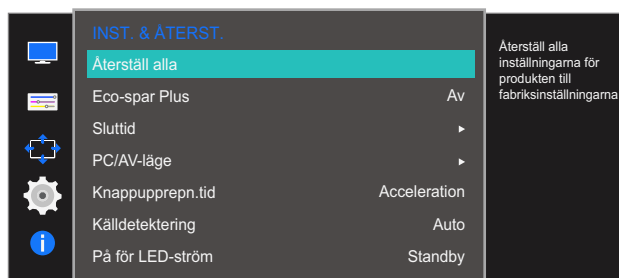 INST. & ÅTERST.
Återställ alla
Eco-spar Plus Av
Sluttid
PC/AV-läge
Knappupprepn.tid Acceleration
Källdetektering Auto
På för LED-ström Standby
Återställ alla
inställningarna för
produkten till
fabriksinställningarna